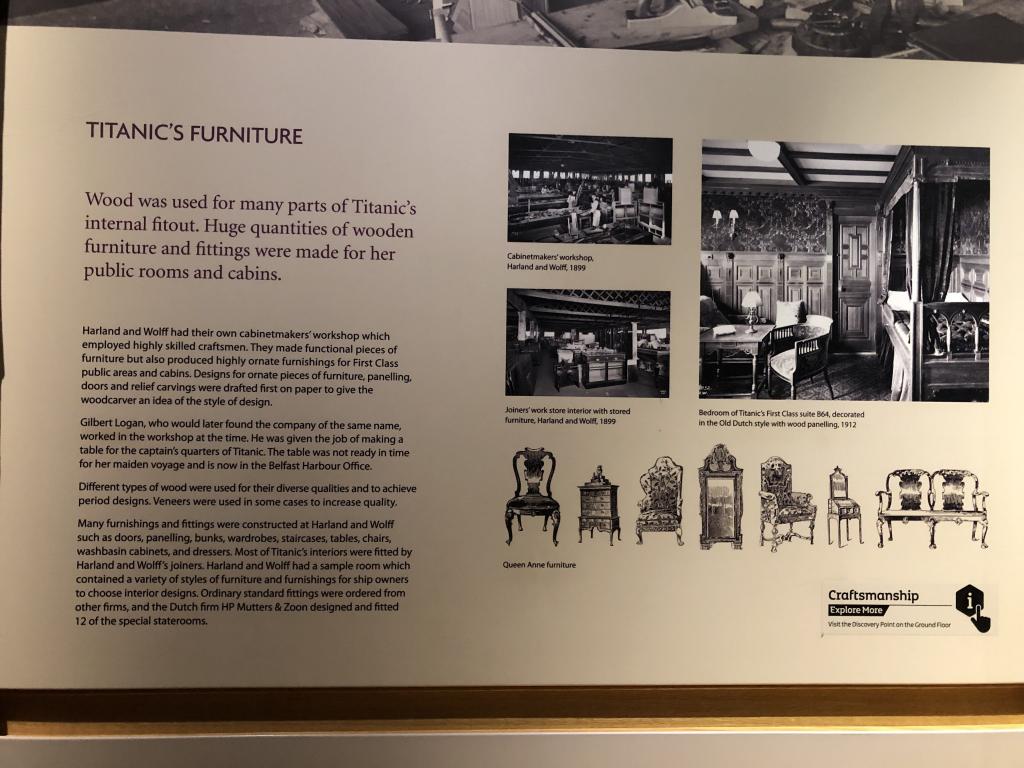 TITANIC'S FURNITURE
Wood was used for many parts of Titanic's
internal fitout. Huge quantities of wooden
furniture and fittings were made for her
public rooms and cabins.
Harland and Wolff had their own cabinetmakers' workshop which
employed highly skilled craftsmen. They made functional pieces of
furniture but also produced highly ornate furnishings for First Class
public areas and cabins. Designs for ornate pieces of furniture, panelling,
doors and relief carvings were drafted first on paper to give the
woodcarver an idea of the style of design.
Gilbert Logan, who would later found the company of the same name,
worked in the workshop at the time. He was given the job of making a
table for the captain's quarters of Titanic. The table was not ready in time
for her maiden voyage and is now in the Belfast Harbour Office.
Different types of wood were used for their diverse qualities and to achieve
period designs. Veneers were used in some cases to increase quality.
Many furnishings and fittings were constructed at Harland and Wolff
such as doors, panelling, bunks, wardrobes, staircases, tables, chairs,
washbasin cabinets, and dressers. Most of Titanic's interiors were fitted by
Harland and Wolff's joiners. Harland and Wolff had a sample room which
contained a variety of styles of furniture and furnishings for ship owners
to choose interior designs. Ordinary standard fittings were ordered from
other firms, and the Dutch firm HP Mutters & Zoon designed and fitted
12 of the special staterooms.
Cabinetmakers' workshop,
Harland and Wolff, 1899
Joiners' work store interior with stored
furniture, Harland and Wolff, 1899
Bedroom of Titanic's First Class suite B64, decorated
in the Old Dutch style with wood panelling, 1912
Queen Anne furniture
Craftsmanship
Explore More
Visit the Discovery Point on the Ground Floor
i